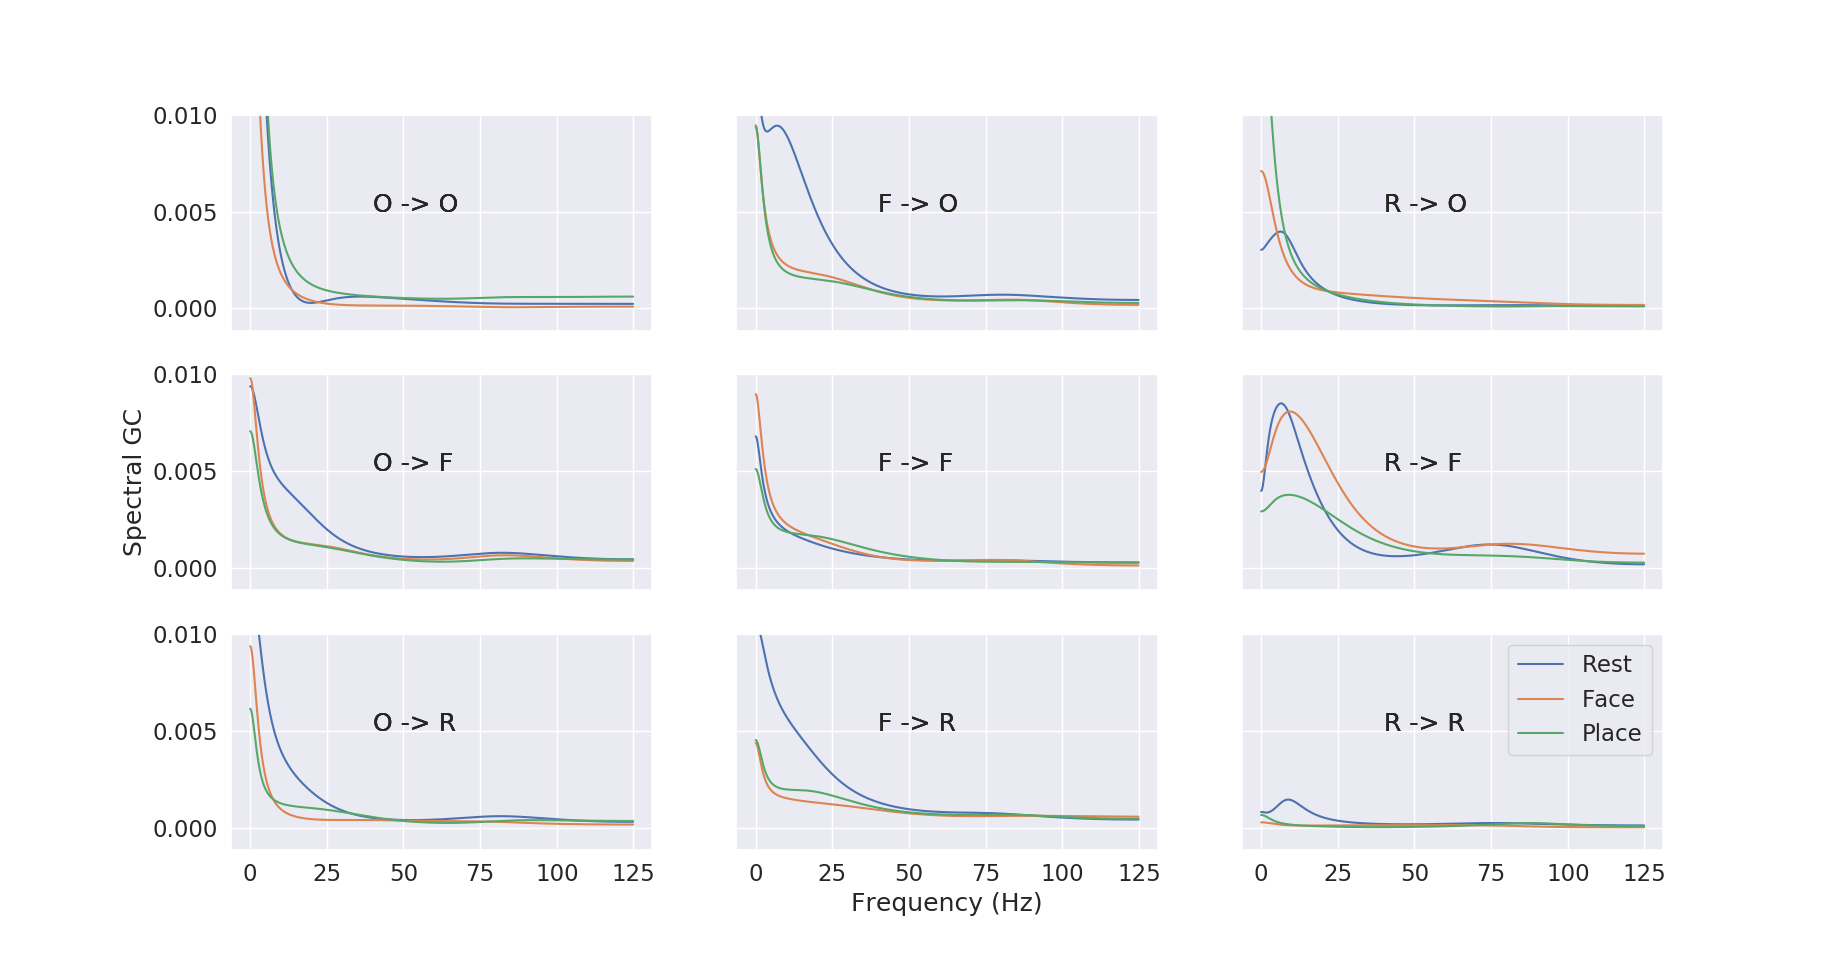 0.010
0.005
0.000
O -> O
F -> O
R -> O
0.010
0.005
0.000
Spectral GC
O -> F
F -> F
R -> F
0.010
0.005
0.000
O -> R
F -> R
R -> R
Rest
Face
Place
0 25 50 75 100 125
0 25 50 75 100 125
0 25 50 75 100 125
Frequency (Hz)